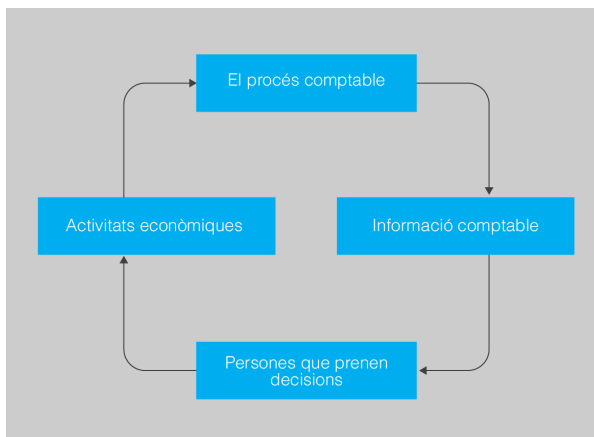 El procés comptable
Activitats econòmiques
Informació comptable
Persones que prenen
decisions